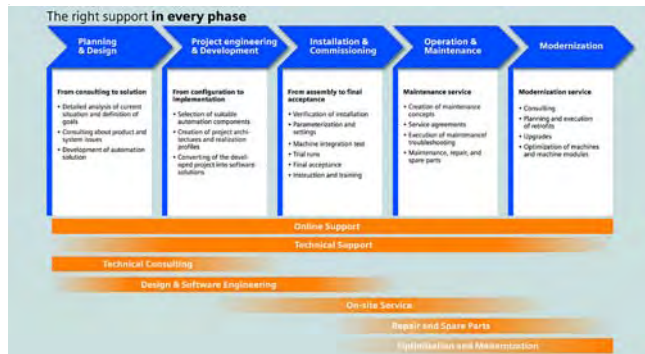 The right support in every phase
Planning
& Design
Project engineering
& Development
Installation &
Commissioning
Operation &
Maintenance
Modernization
From consulting to solution
• Detailed analysis of current
situation and definition of
goals
• Consulting about product and
system issues
• Development of automation
solution
From configuration to
implementation
• Selection of suitable
automation components
• Creation of project archi-
tectures and realization
profiles
• Converting of the devel-
oped project into software
solutions
From assembly to final
acceptance
• Verification of installation
• Parameterization and
settings
• Machine integration test
• Trial runs
• Final acceptance
• Instruction and training
Maintenance service
• Creation of maintenance
concepts
• Service agreements
• Execution of maintenance/
troubleshooting
• Maintenance, repair, and
spare parts
Modernization service
• Consulting
• Planning and execution
of retrofits
• Upgrades
• Optimization of machines
and machine modules
Online Support
Technical Support
Technical Consulting
Design & Software Engineering
On-site Service
Repair and Spare Parts
Optimization and Modernization